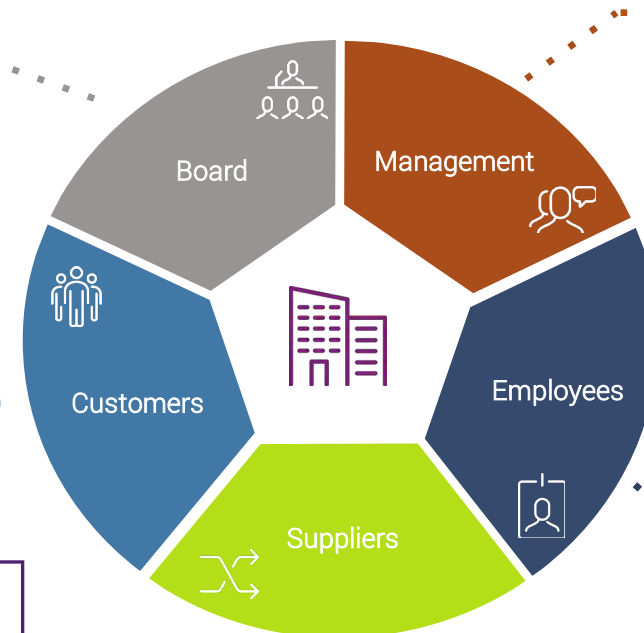 Board
Management
Customers
Employees
Suppliers